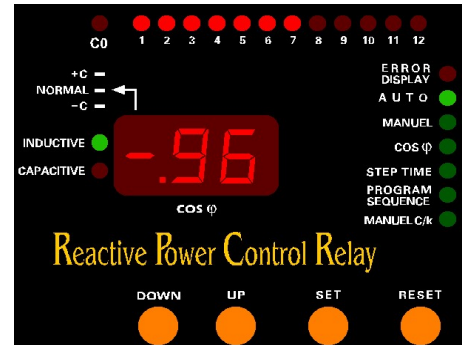 C0 1 2 3 4 5 6 7 8 9 10 11 12
+C
NORMAL
-C
INDUCTIVE
CAPACITIVE
-.96
COS φ
ERROR
DISPLAY
AUTO
MANUEL
COS φ
STEP TIME
PROGRAM
SEQUENCE
MANUEL C/k
Reactive Power Control Relay
DOWN UP SET RESET